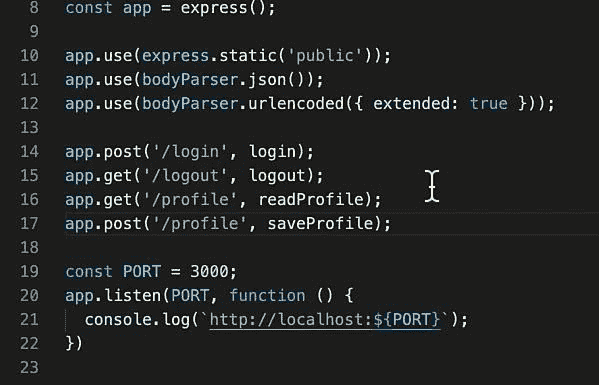 8 const app = express();
9
10 app.use(express.static('public'));
11 app.use(bodyParser.json());
12 app.use(bodyParser.urlencoded({ extended: true }));
13
14 app.post('/login', login);
15 app.get('/logout', logout);
16 app.get('/profile', readProfile);
17 app.post('/profile', saveProfile);
18
19 const PORT = 3000;
20 app.listen(PORT, function () {
21   console.log(`http://localhost:${PORT}`);
22 })
23